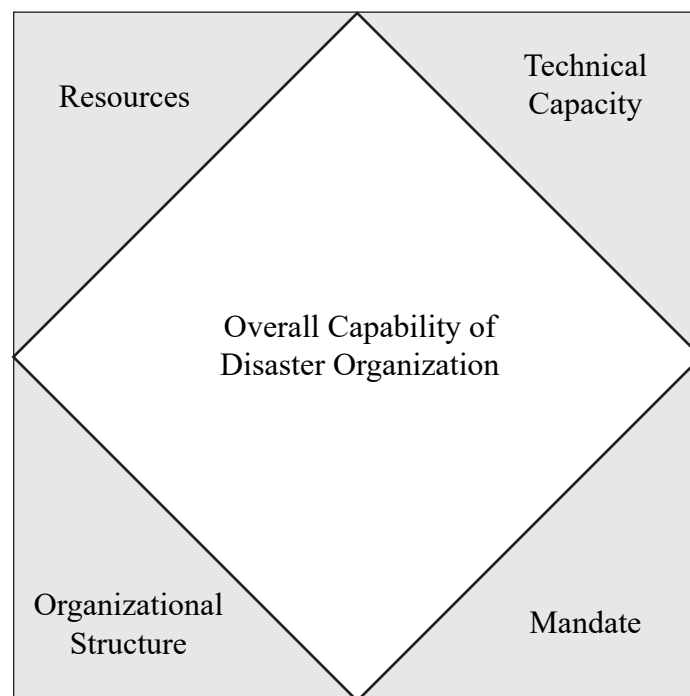 Resources
Technical
Capacity
Overall Capability of
Disaster Organization
Organizational
Structure
Mandate